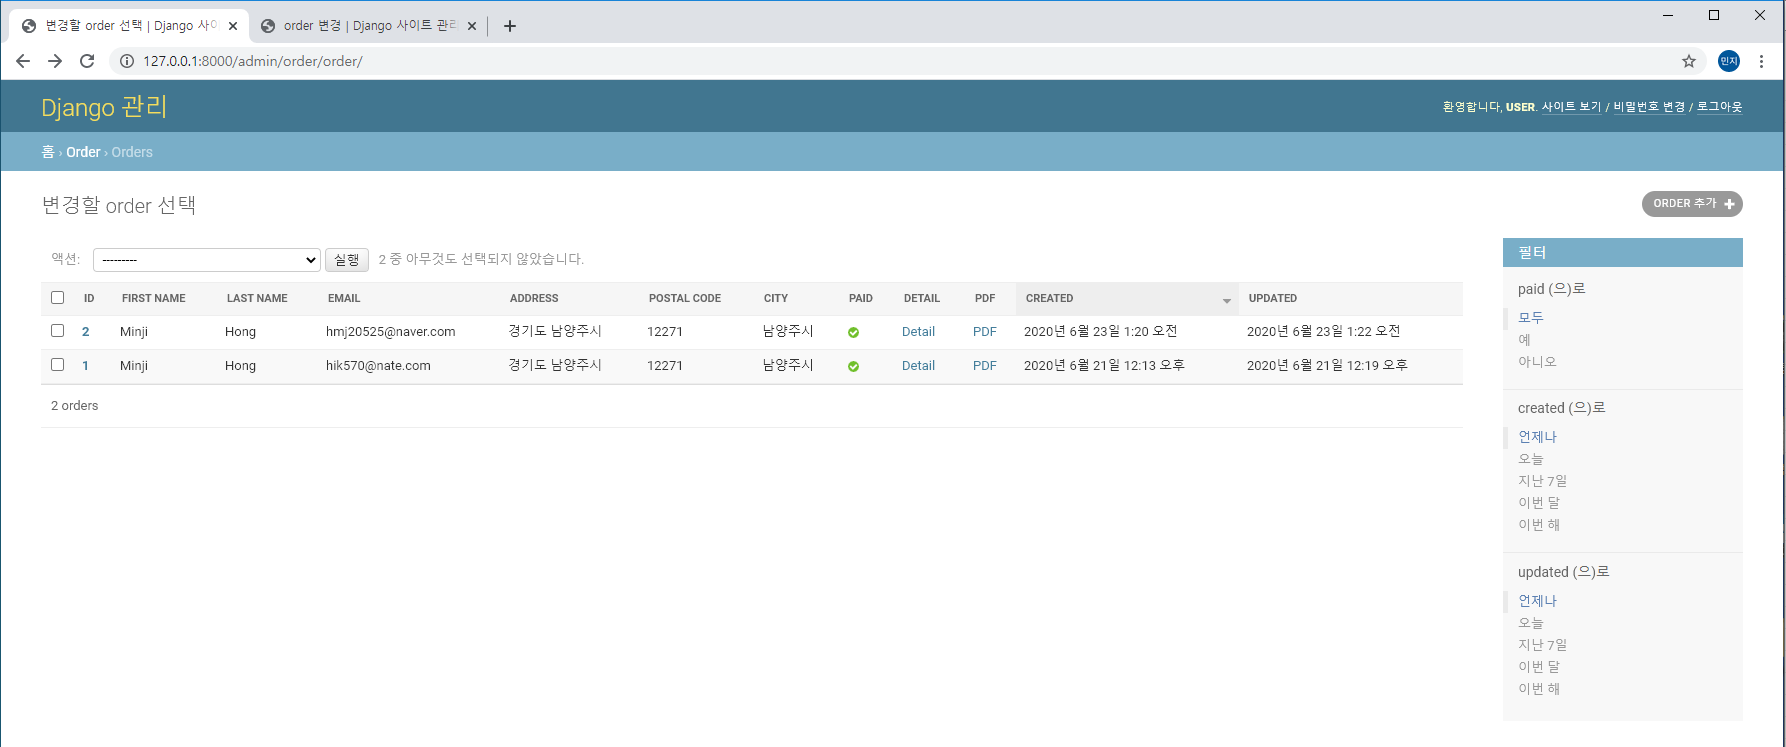 변경할 order 선택 | Django 사이
order 변경 | Django 사이트 관리
127.0.0.1:8000/admin/order/order/
민지
Django 관리
환영합니다, USER. 사이트 보기 / 비밀번호 변경 / 로그아웃
홈 › Order › Orders
변경할 order 선택
ORDER 추가
액션: --------- 실행 2 중 아무것도 선택되지 않았습니다.
ID FIRST NAME LAST NAME EMAIL ADDRESS POSTAL CODE CITY PAID DETAIL PDF CREATED UPDATED
2 Minji Hong hmj20525@naver.com 경기도 남양주시 12271 남양주시 Detail PDF 2020년 6월 23일 1:20 오전 2020년 6월 23일 1:22 오전
1 Minji Hong hik570@nate.com 경기도 남양주시 12271 남양주시 Detail PDF 2020년 6월 21일 12:13 오후 2020년 6월 21일 12:19 오후
2 orders
필터
paid (으)로
모두
예
아니오
created (으)로
언제나
오늘
지난 7일
이번 달
이번 해
updated (으)로
언제나
오늘
지난 7일
이번 달
이번 해